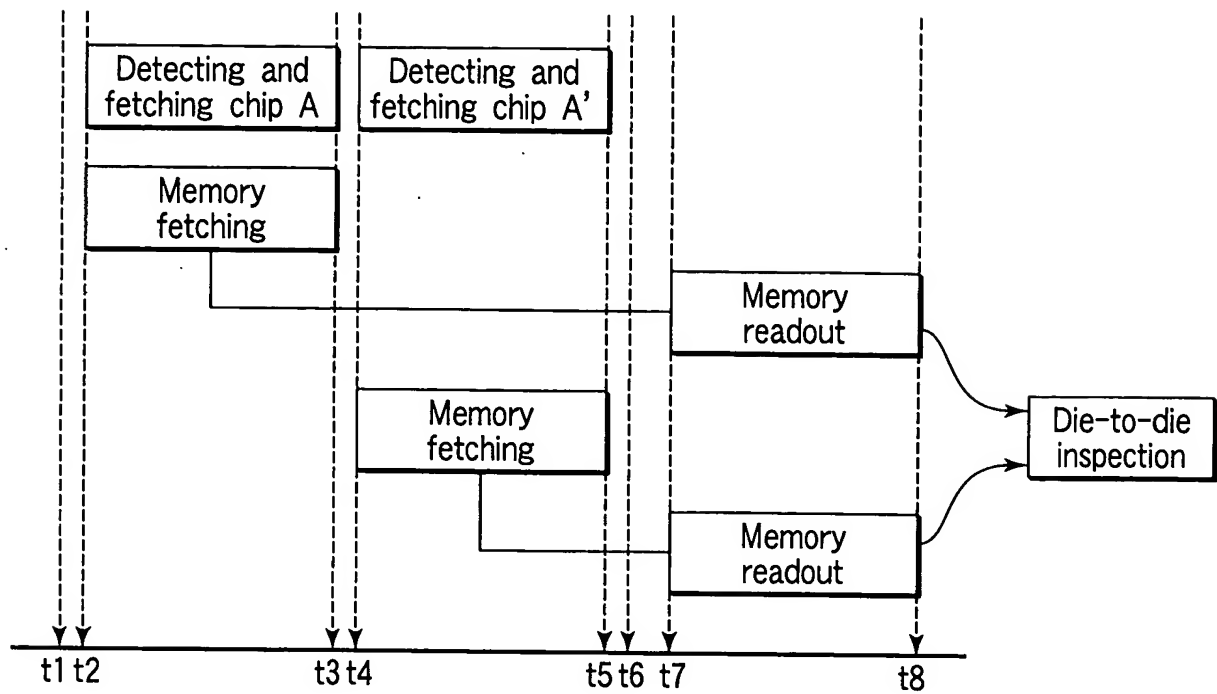 Detecting and
fetching chip A
Detecting and
fetching chip A'
Memory
fetching
Memory
readout
Memory
fetching
Die-to-die
inspection
Memory
readout
t1 t2 t3 t4 t5 t6 t7 t8